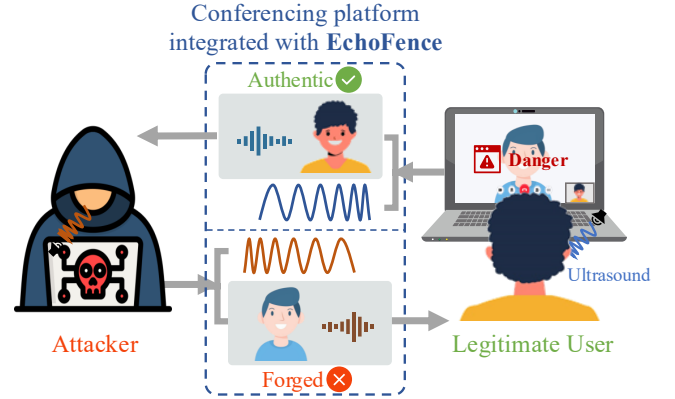 Conferencing platform
integrated with EchoFence
Authentic
Danger
Ultrasound
Attacker
Legitimate User
Forged